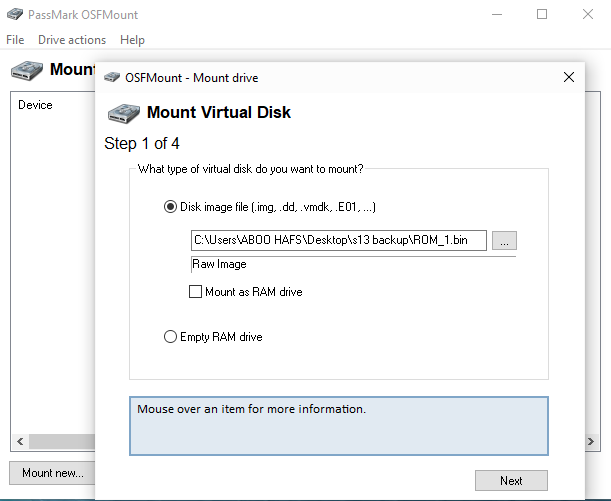 PassMark OSFMount
File Drive actions Help
Mount
Device
OSFMount - Mount drive
Mount Virtual Disk
Step 1 of 4
What type of virtual disk do you want to mount?
Disk image file (.img, .dd, .vmdk, .E01, ...)
C:\Users\ABOO HAFS\Desktop\s13 backup\ROM_1.bin
...
Raw Image
Mount as RAM drive
Empty RAM drive
Mouse over an item for more information.
Mount new...
Next